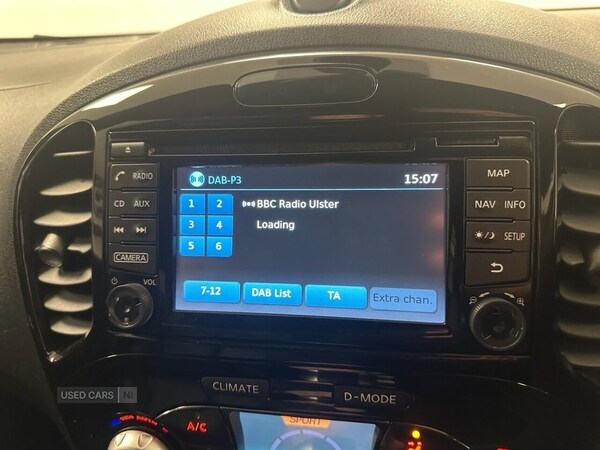 DAB-P3 15:07
1 2
BBC Radio Ulster
3 4
Loading
5 6
7-12 DAB List TA Extra chan.
RADIO
CD AUX
CAMERA
VOL
MAP
NAV INFO
SETUP
CLIMATE
D-MODE
SPORT
A/C
USED CARS NI